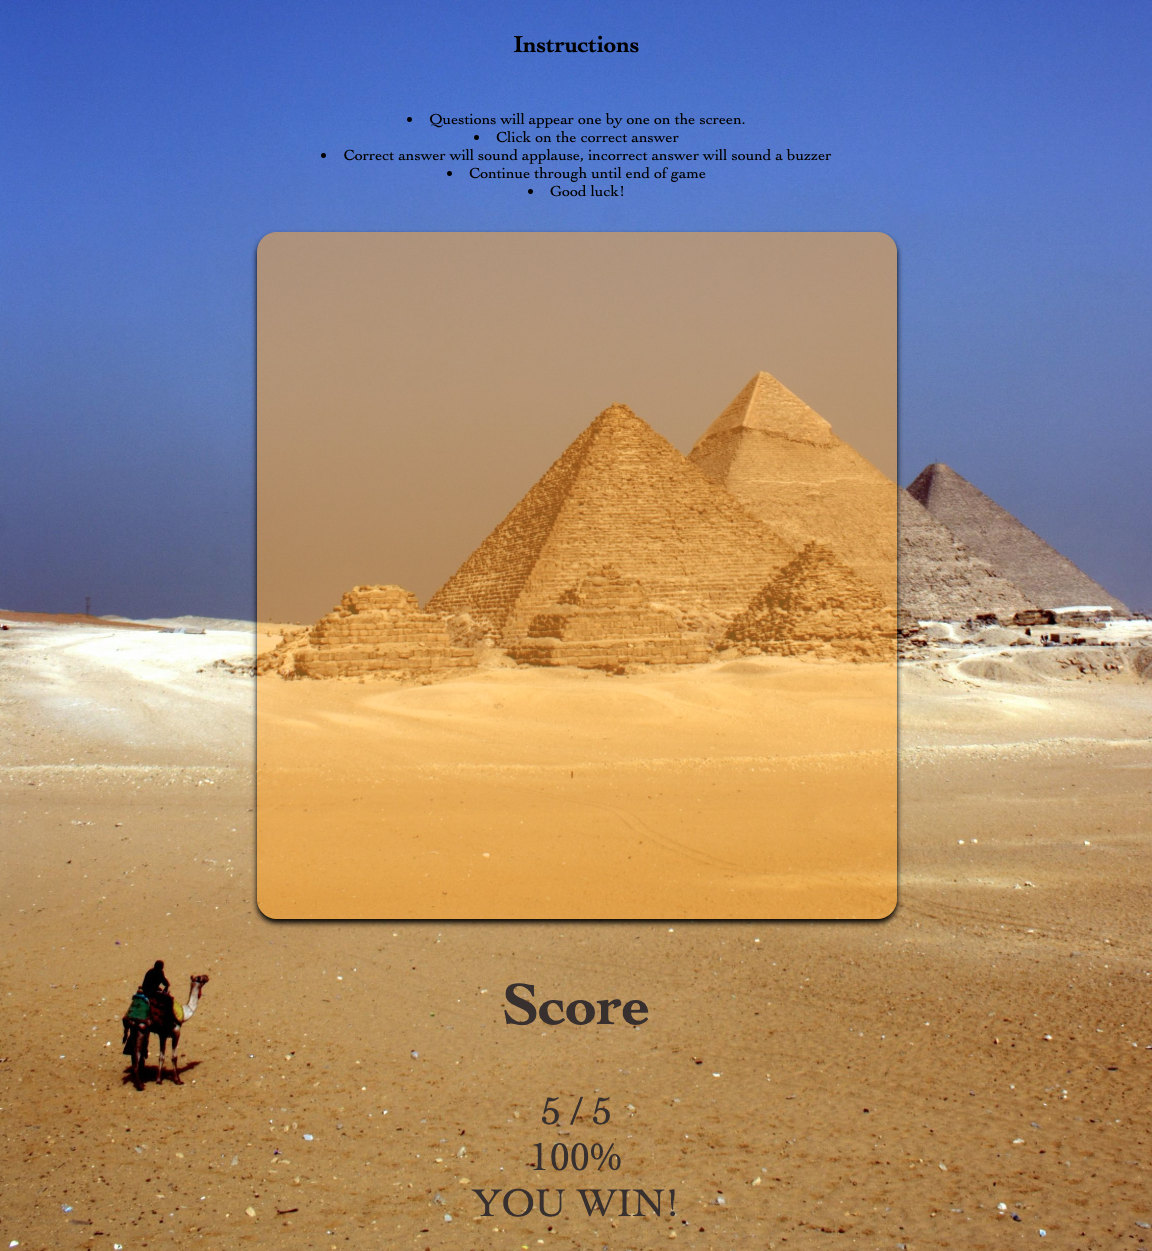 Instructions
• Questions will appear one by one on the screen.
• Click on the correct answer
• Correct answer will sound applause, incorrect answer will sound a buzzer
• Continue through until end of game
• Good luck!
Score
5 / 5
100%
YOU WIN!